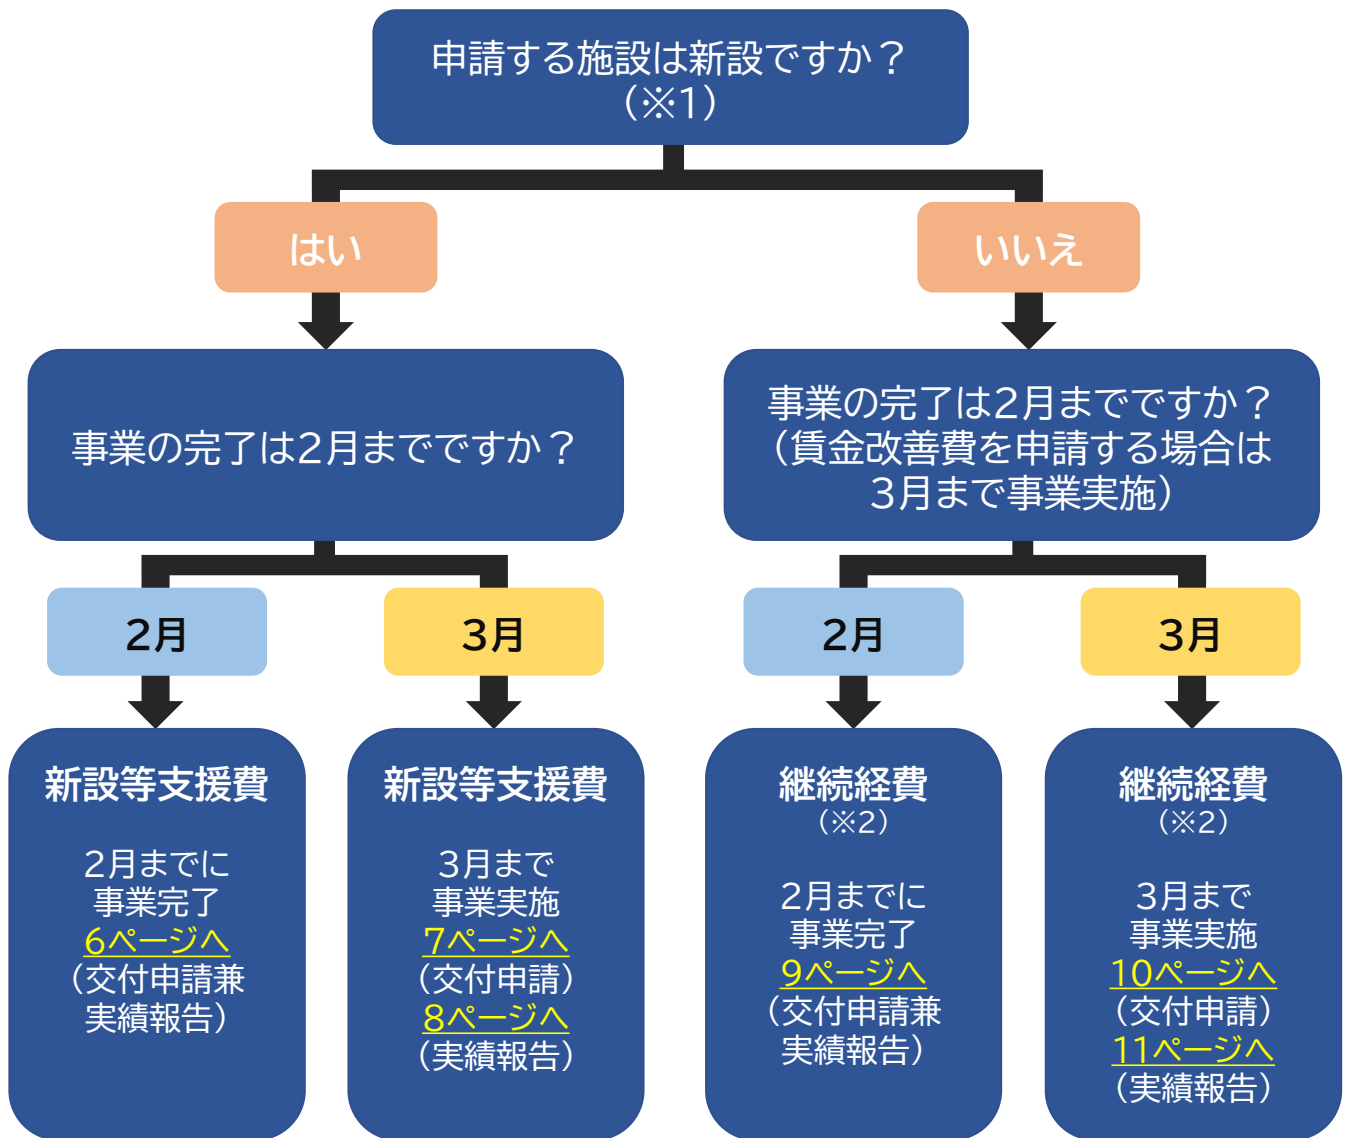 申請する施設は新設ですか？
（※1）
はい
いいえ
事業の完了は2月までですか？
事業の完了は2月までですか？
（賃金改善費を申請する場合は
3月まで事業実施）
2月
3月
2月
3月
新設等支援費
2月までに
事業完了
6ページへ
（交付申請兼
実績報告）
新設等支援費
3月まで
事業実施
7ページへ
（交付申請）
8ページへ
（実績報告）
継続経費
（※2）
2月までに
事業完了
9ページへ
（交付申請兼
実績報告）
継続経費
（※2）
3月まで
事業実施
10ページへ
（交付申請）
11ページへ
（実績報告）